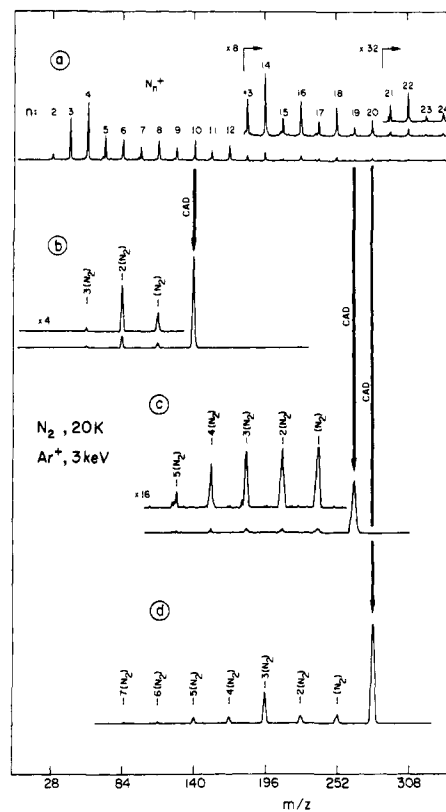 x 8
x 32
a
N_n^+
n: 2 3 4 5 6 7 8 9 10 11 12 13 14 15 16 17 18 19 20 21 22 23 24
CAD
CAD
CAD
b
-3(N₂)
-2(N₂)
-(N₂)
x 4
c
-5(N₂)
-4(N₂)
-3(N₂)
-2(N₂)
-(N₂)
x16
N₂ , 20K
Ar⁺, 3keV
d
-7(N₂)
-6(N₂)
-5(N₂)
-4(N₂)
-3(N₂)
-2(N₂)
-(N₂)
28 84 140 196 252 308
m/z